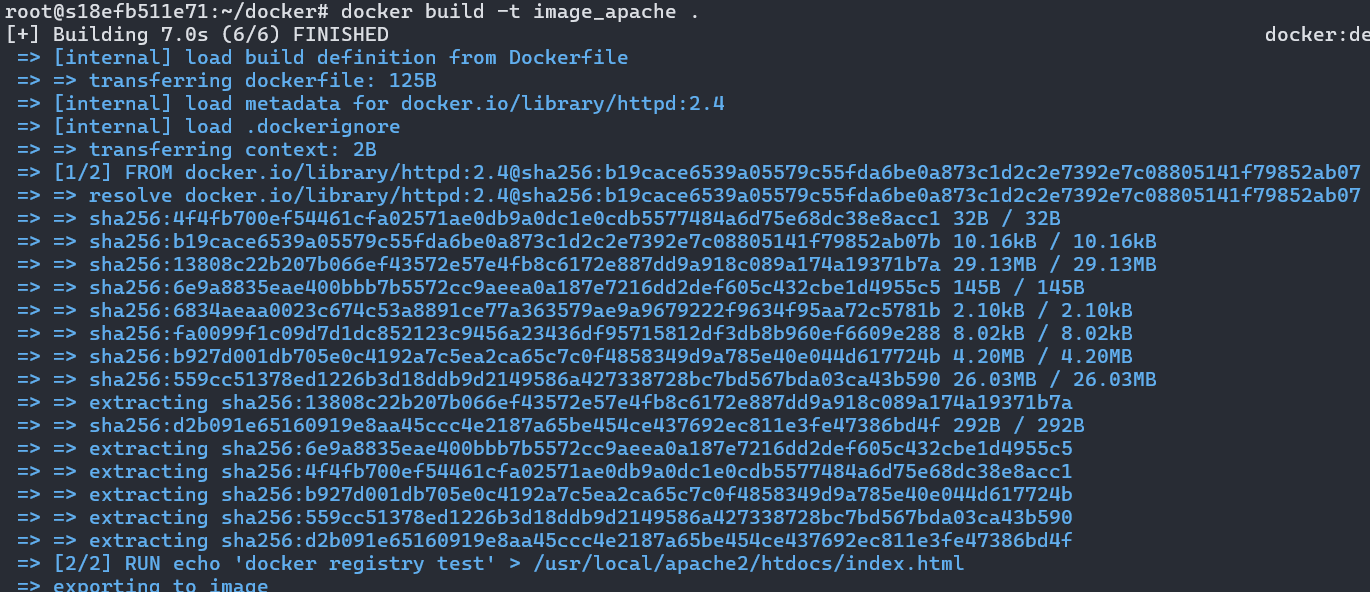 root@s18efb511e71:~/docker# docker build -t image_apache .
[+] Building 7.0s (6/6) FINISHED docker:de
=> [internal] load build definition from Dockerfile
=> => transferring dockerfile: 125B
=> [internal] load metadata for docker.io/library/httpd:2.4
=> [internal] load .dockerignore
=> => transferring context: 2B
=> [1/2] FROM docker.io/library/httpd:2.4@sha256:b19cace6539a05579c55fda6be0a873c1d2c2e7392e7c08805141f79852ab07
=> => resolve docker.io/library/httpd:2.4@sha256:b19cace6539a05579c55fda6be0a873c1d2c2e7392e7c08805141f79852ab07
=> => sha256:4f4fb700ef54461cfa02571ae0db9a0dc1e0cdb5577484a6d75e68dc38e8acc1 32B / 32B
=> => sha256:b19cace6539a05579c55fda6be0a873c1d2c2e7392e7c08805141f79852ab07b 10.16kB / 10.16kB
=> => sha256:13808c22b207b066ef43572e57e4fb8c6172e887dd9a918c089a174a19371b7a 29.13MB / 29.13MB
=> => sha256:6e9a8835eae400bbb7b5572cc9aeea0a187e7216dd2def605c432cbe1d4955c5 145B / 145B
=> => sha256:6834aeaa0023c674c53a8891ce77a363579ae9a9679222f9634f95aa72c5781b 2.10kB / 2.10kB
=> => sha256:fa0099f1c09d7d1dc852123c9456a23436df95715812df3db8b960ef6609e288 8.02kB / 8.02kB
=> => sha256:b927d001db705e0c4192a7c5ea2ca65c7c0f4858349d9a785e40e044d617724b 4.20MB / 4.20MB
=> => sha256:559cc51378ed1226b3d18ddb9d2149586a427338728bc7bd567bda03ca43b590 26.03MB / 26.03MB
=> => extracting sha256:13808c22b207b066ef43572e57e4fb8c6172e887dd9a918c089a174a19371b7a
=> => sha256:d2b091e65160919e8aa45ccc4e2187a65be454ce437692ec811e3fe47386bd4f 292B / 292B
=> => extracting sha256:6e9a8835eae400bbb7b5572cc9aeea0a187e7216dd2def605c432cbe1d4955c5
=> => extracting sha256:4f4fb700ef54461cfa02571ae0db9a0dc1e0cdb5577484a6d75e68dc38e8acc1
=> => extracting sha256:b927d001db705e0c4192a7c5ea2ca65c7c0f4858349d9a785e40e044d617724b
=> => extracting sha256:559cc51378ed1226b3d18ddb9d2149586a427338728bc7bd567bda03ca43b590
=> => extracting sha256:d2b091e65160919e8aa45ccc4e2187a65be454ce437692ec811e3fe47386bd4f
=> [2/2] RUN echo 'docker registry test' > /usr/local/apache2/htdocs/index.html
=> exporting to image